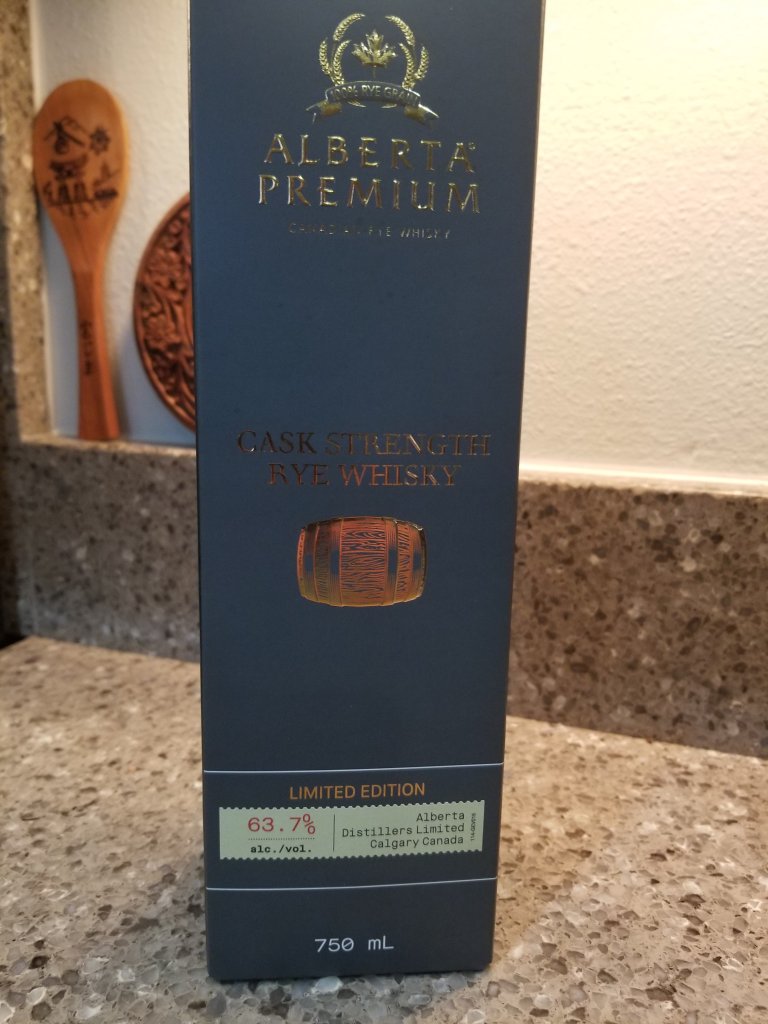 100% RYE GRAIN
ALBERTA®
PREMIUM
CANADIAN RYE WHISKY
CASK STRENGTH
RYE WHISKY
LIMITED EDITION
63.7%
alc./vol.
Alberta
Distillers Limited
Calgary Canada
750 mL